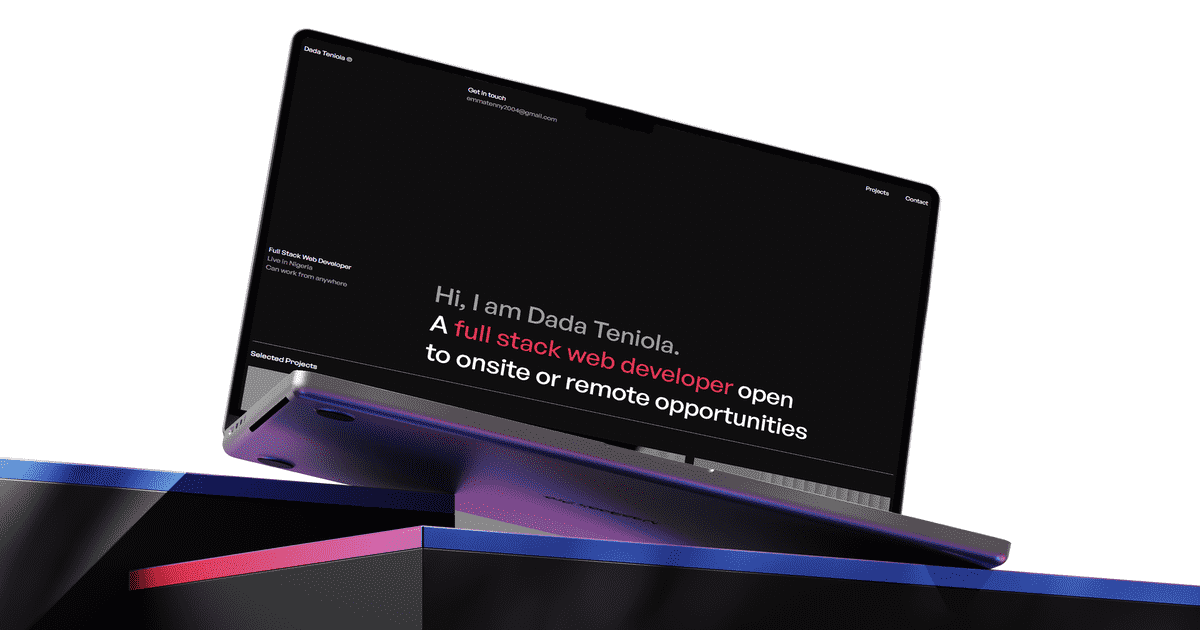 Dada Teniola ©
Get in touch
emmatenny2004@gmail.com
Projects
Contact
Full Stack Web Developer
Live in Nigeria
Can work from anywhere
Hi, I am Dada Teniola.
A full stack web developer open
to onsite or remote opportunities
Selected Projects